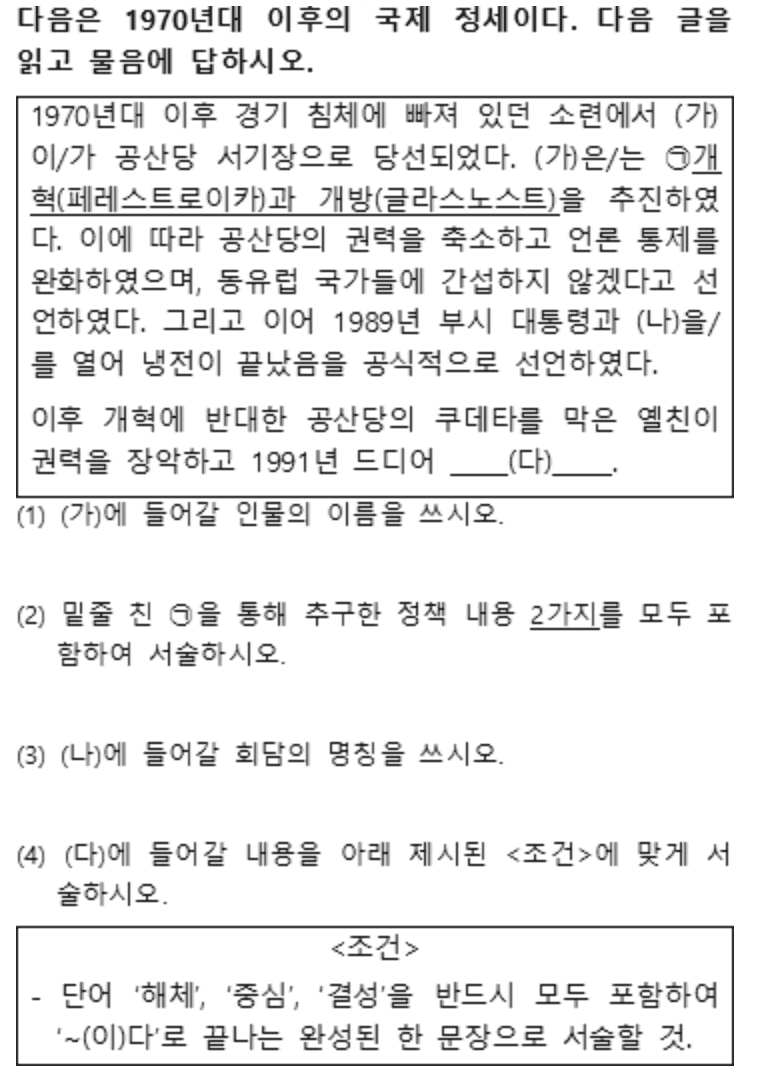 다음은 1970년대 이후의 국제 정세이다. 다음 글을
읽고 물음에 답하시오.
1970년대 이후 경기 침체에 빠져 있던 소련에서 (가)
이/가 공산당 서기장으로 당선되었다. (가)은/는 ㉠개
혁(페레스트로이카)과 개방(글라스노스트)을 추진하였
다. 이에 따라 공산당의 권력을 축소하고 언론 통제를
완화하였으며, 동유럽 국가들에 간섭하지 않겠다고 선
언하였다. 그리고 이어 1989년 부시 대통령과 (나)을/
를 열어 냉전이 끝났음을 공식적으로 선언하였다.
이후 개혁에 반대한 공산당의 쿠데타를 막은 옐친이
권력을 장악하고 1991년 드디어 ____(다)____.
(1) (가)에 들어갈 인물의 이름을 쓰시오.
(2) 밑줄 친 ㉠을 통해 추구한 정책 내용 2가지를 모두 포
함하여 서술하시오.
(3) (나)에 들어갈 회담의 명칭을 쓰시오.
(4) (다)에 들어갈 내용을 아래 제시된 <조건>에 맞게 서
술하시오.
<조건>
- 단어 '해체', '중심', '결성'을 반드시 모두 포함하여
'~(이)다'로 끝나는 완성된 한 문장으로 서술할 것.